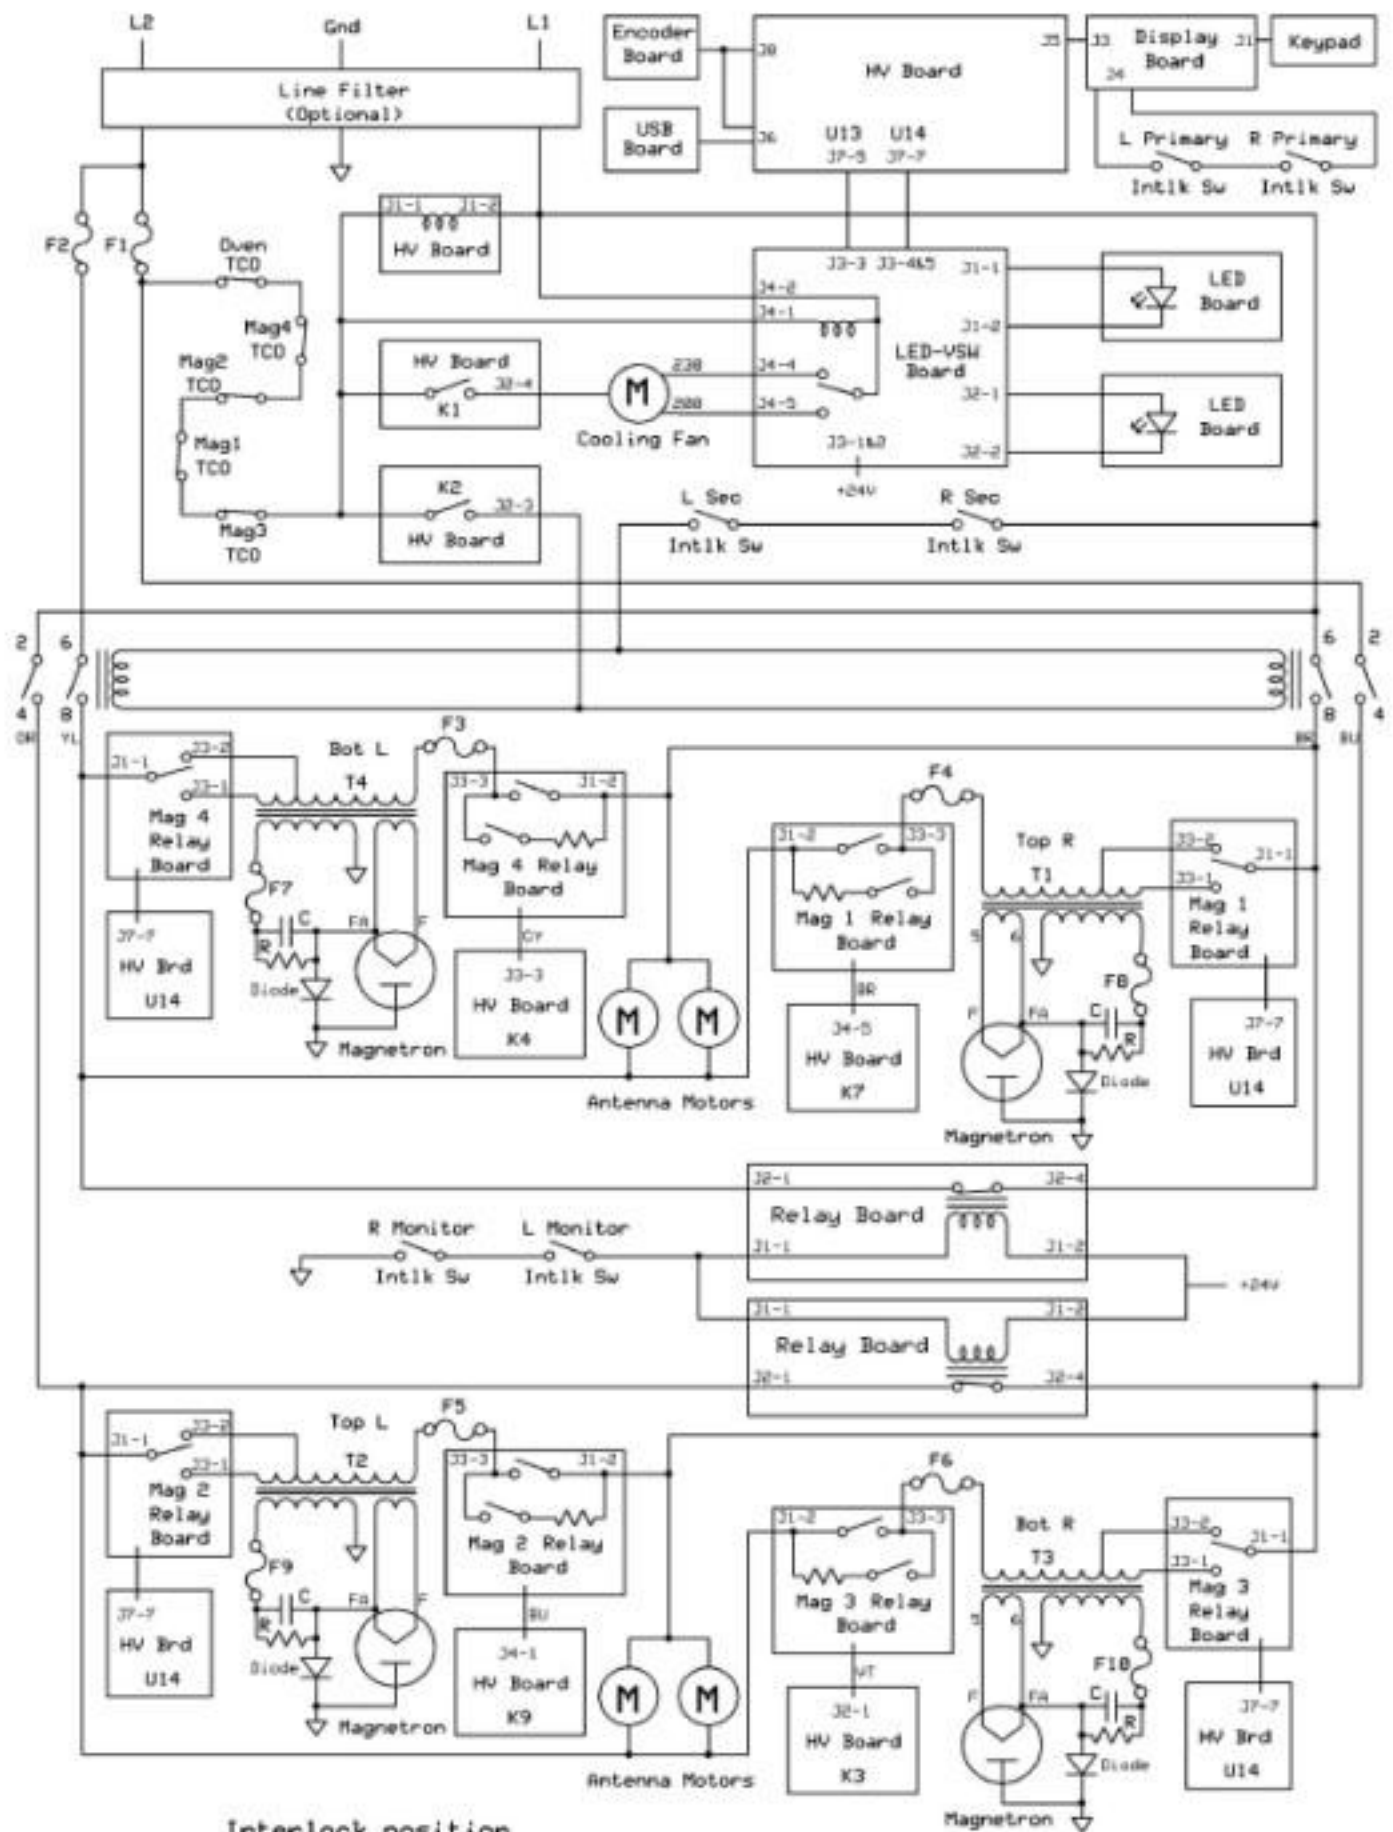 L2
Gnd
L1
Line Filter
(Optional)
Encoder
Board
USB
Board
J8
J6
HV Board
U13 U14
J7-5 J7-7
J5
J3
Display
Board
J1
J4
Keypad
L Primary R Primary
Intlk Sw Intlk Sw
F2
F1
Oven
TCO
Mag4
TCO
Mag2
TCO
Mag1
TCO
Mag3
TCO
J1-1 J1-2
HV Board
HV Board
J2-4
K1
K2
J2-3
HV Board
M
Cooling Fan
230
208
J3-3 J3-4&5
J4-2
J4-1
J4-4
J4-5
LED-VSW
Board
J3-1&2
+24V
J1-1
J1-2
J2-1
J2-2
LED
Board
LED
Board
L Sec
Intlk Sw
R Sec
Intlk Sw
2 6
4 8
OR YL
6 2
8 4
BR BU
J1-1
J3-2
J3-1
Mag 4
Relay
Board
J7-7
HV Brd
U14
Bot L
T4
F3
F7
C
R
FA
F
Diode
Magnetron
J3-3 J1-2
Mag 4 Relay
Board
GY
J3-3
HV Board
K4
M M
Antenna Motors
F4
J1-2 J3-3
Mag 1 Relay
Board
BR
J4-5
HV Board
K7
Top R
T1
5 6
F
FA
F8
C
R
Diode
Magnetron
J3-2
J1-1
J3-1
Mag 1
Relay
Board
J7-7
HV Brd
U14
J2-1 J2-4
Relay Board
J1-1 J1-2
R Monitor L Monitor
Intlk Sw Intlk Sw
+24V
J1-1 J1-2
Relay Board
J2-1 J2-4
J1-1
J3-2
J3-1
Mag 2
Relay
Board
J7-7
HV Brd
U14
Top L
T2
F5
F9
C
R
FA
F
Diode
Magnetron
J3-3 J1-2
Mag 2 Relay
Board
BU
J4-1
HV Board
K9
M M
Antenna Motors
F6
J1-2 J3-3
Mag 3 Relay
Board
VT
J2-1
HV Board
K3
Bot R
T3
5 6
F
FA
F10
C
R
Diode
Magnetron
J3-2
J1-1
J3-1
Mag 3
Relay
Board
J7-7
HV Brd
U14
Interlock position